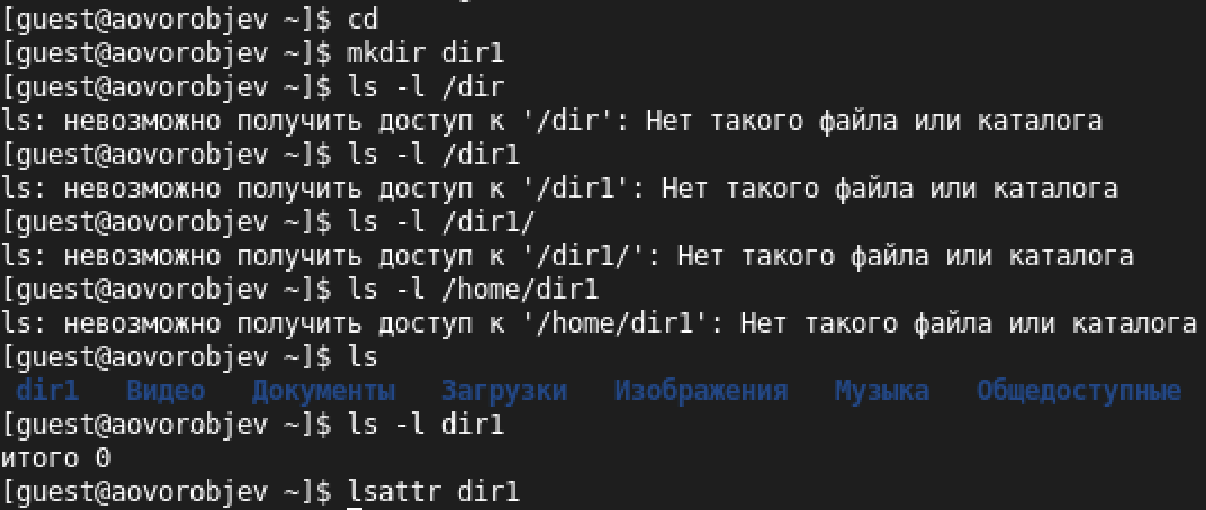 [guest@aovorobjev ~]$ cd
[guest@aovorobjev ~]$ mkdir dir1
[guest@aovorobjev ~]$ ls -l /dir
ls: невозможно получить доступ к '/dir': Нет такого файла или каталога
[guest@aovorobjev ~]$ ls -l /dir1
ls: невозможно получить доступ к '/dir1': Нет такого файла или каталога
[guest@aovorobjev ~]$ ls -l /dir1/
ls: невозможно получить доступ к '/dir1/': Нет такого файла или каталога
[guest@aovorobjev ~]$ ls -l /home/dir1
ls: невозможно получить доступ к '/home/dir1': Нет такого файла или каталога
[guest@aovorobjev ~]$ ls
dir1 Видео Документы Загрузки Изображения Музыка Общедоступные
[guest@aovorobjev ~]$ ls -l dir1
итого 0
[guest@aovorobjev ~]$ lsattr dir1